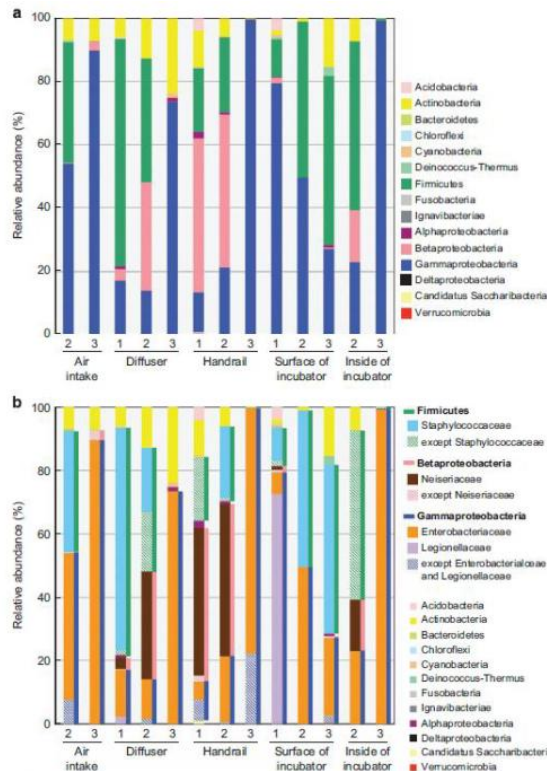 a
100
80
60
40
20
0
Relative abundance (%)
2 3 1 2 3 1 2 3 1 2 3 2 3
Air intake Diffuser Handrail Surface of incubator Inside of incubator
Acidobacteria
Actinobacteria
Bacteroidetes
Chloroflexi
Cyanobacteria
Deinococcus-Thermus
Firmicutes
Fusobacteria
Ignavibacteriae
Alphaproteobacteria
Betaproteobacteria
Gammaproteobacteria
Deltaproteobacteria
Candidatus Saccharibacteria
Verrucomicrobia
b
100
80
60
40
20
0
Relative abundance (%)
2 3 1 2 3 1 2 3 1 2 3 2 3
Air intake Diffuser Handrail Surface of incubator Inside of incubator
Firmicutes
Staphylococcaceae
except Staphylococcaceae
Betaproteobacteria
Neiseriaceae
except Neiseriaceae
Gammaproteobacteria
Enterobacteriaceae
Legionellaceae
except Enterobacterialceae
and Legionellaceae
Acidobacteria
Actinobacteria
Bacteroidetes
Chloroflexi
Cyanobacteria
Deinococcus-Thermus
Fusobacteria
Ignavibacteriae
Alphaproteobacteria
Deltaproteobacteria
Candidatus Saccharibacteri
Verrucomicrobia